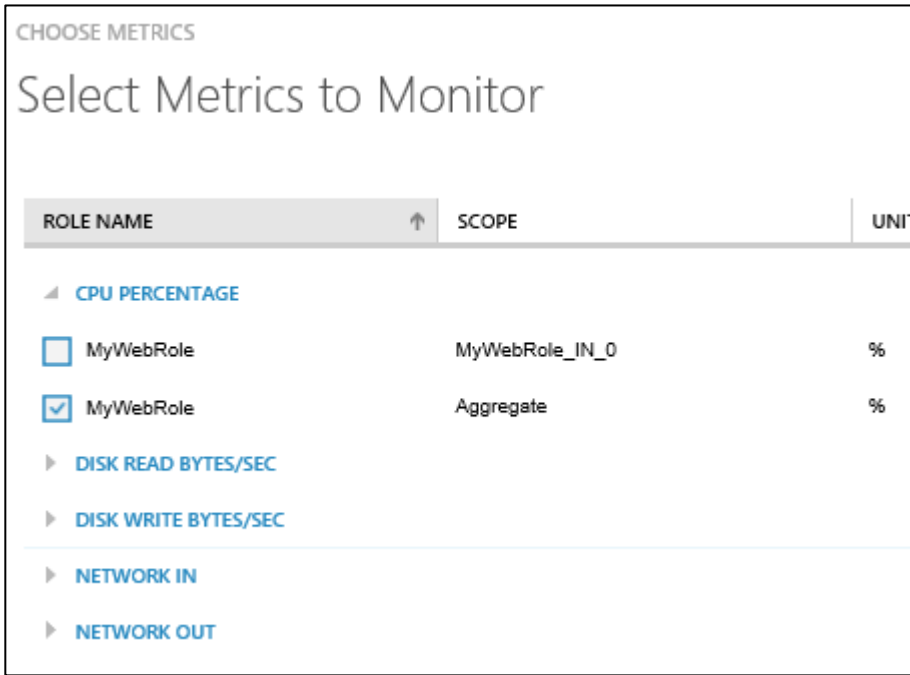 CHOOSE METRICS
Select Metrics to Monitor
ROLE NAME SCOPE UNIT
CPU PERCENTAGE
MyWebRole MyWebRole_IN_0 %
MyWebRole Aggregate %
DISK READ BYTES/SEC
DISK WRITE BYTES/SEC
NETWORK IN
NETWORK OUT